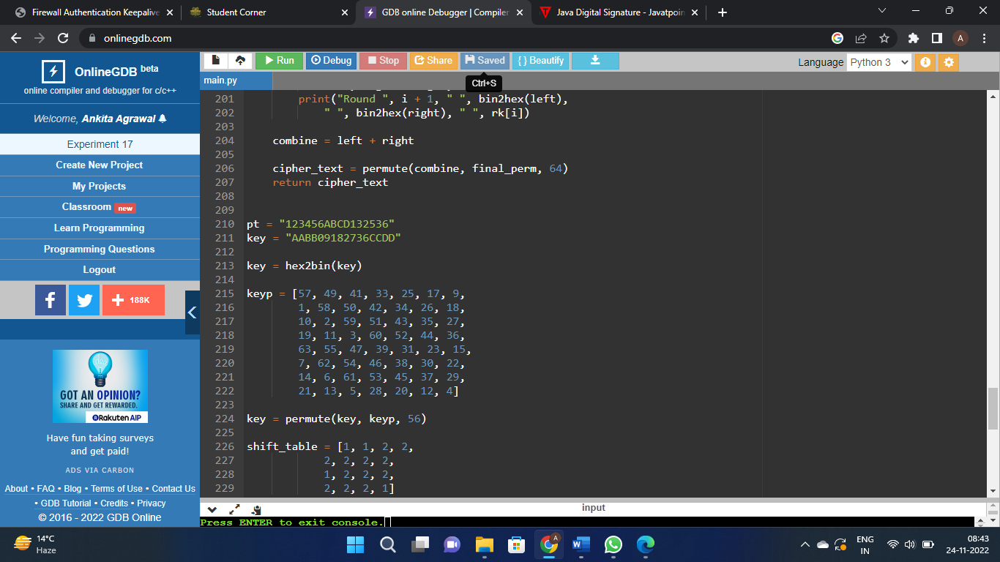 Firewall Authentication Keepalive
Student Corner
GDB online Debugger | Compiler
Java Digital Signature - Javatpoin
onlinegdb.com
A
OnlineGDB beta
online compiler and debugger for c/c++
Welcome, Ankita Agrawal
Experiment 17
Create New Project
My Projects
Classroom new
Learn Programming
Programming Questions
Logout
f
188K
GOT AN OPINION?
SHARE AND GET REWARDED.
Rakuten AIP
Have fun taking surveys
and get paid!
ADS VIA CARBON
About • FAQ • Blog • Terms of Use • Contact Us
• GDB Tutorial • Credits • Privacy
© 2016 - 2022 GDB Online
Run Debug Stop Share Saved { } Beautify
Language Python 3
main.py
Ctrl+S
201 print("Round ", i + 1, " ", bin2hex(left),
202 " ", bin2hex(right), " ", rk[i])
203
204 combine = left + right
205
206 cipher_text = permute(combine, final_perm, 64)
207 return cipher_text
208
209
210 pt = "123456ABCD132536"
211 key = "AABB09182736CCDD"
212
213 key = hex2bin(key)
214
215 keyp = [57, 49, 41, 33, 25, 17, 9,
216 1, 58, 50, 42, 34, 26, 18,
217 10, 2, 59, 51, 43, 35, 27,
218 19, 11, 3, 60, 52, 44, 36,
219 63, 55, 47, 39, 31, 23, 15,
220 7, 62, 54, 46, 38, 30, 22,
221 14, 6, 61, 53, 45, 37, 29,
222 21, 13, 5, 28, 20, 12, 4]
223
224 key = permute(key, keyp, 56)
225
226 shift_table = [1, 1, 2, 2,
227 2, 2, 2, 2,
228 1, 2, 2, 2,
229 2, 2, 2, 1]
input
Press ENTER to exit console.
14°C
Haze
A
W
ENG
IN
08:43
24-11-2022